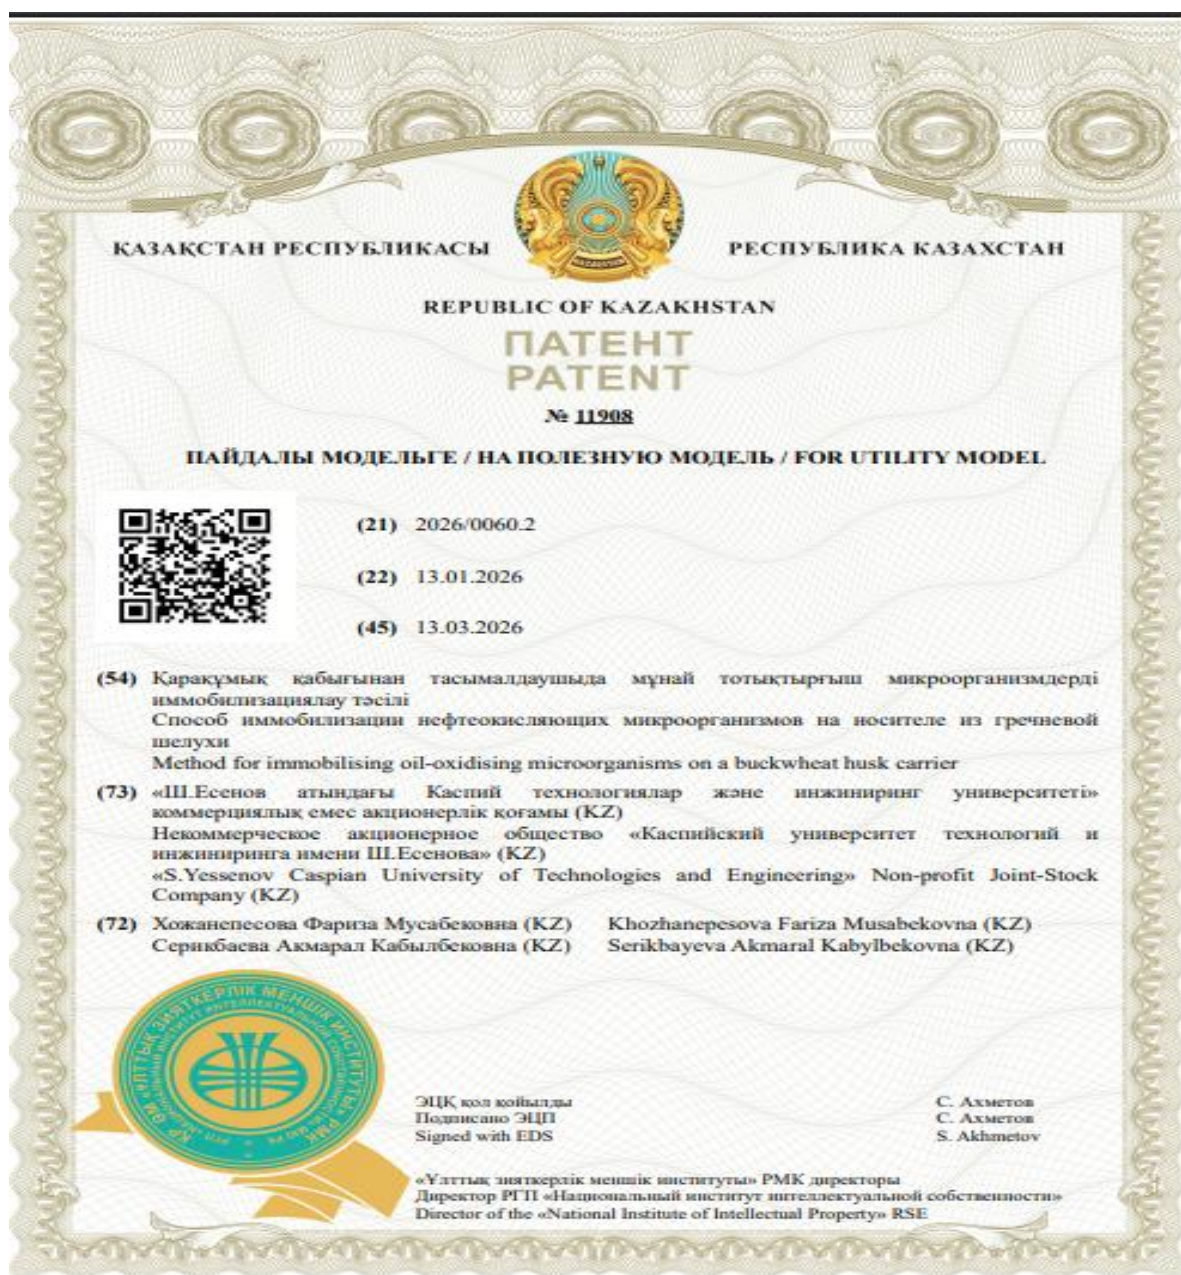 ҚАЗАҚСТАН РЕСПУБЛИКАСЫ
РЕСПУБЛИКА КАЗАХСТАН
REPUBLIC OF KAZAKHSTAN
ПАТЕНТ
PATENT
№ 11908
ПАЙДАЛЫ МОДЕЛЬГЕ / НА ПОЛЕЗНУЮ МОДЕЛЬ / FOR UTILITY MODEL
(21) 2026/0060.2
(22) 13.01.2026
(45) 13.03.2026
(54) Қарақұмық қабығынан тасымалдаушыда мұнай тотықтырғыш микроорганизмдерді
иммобилизациялау тәсілі
Способ иммобилизации нефтеокисляющих микроорганизмов на носителе из гречневой
шелухи
Method for immobilising oil-oxidising microorganisms on a buckwheat husk carrier
(73) «Ш.Есенов атындағы Каспий технологиялар және инжиниринг университеті»
коммерциялық емес акционерлік қоғамы (KZ)
Некоммерческое акционерное общество «Каспийский университет технологий и
инжиниринга имени Ш.Есенова» (KZ)
«S.Yessenov Caspian University of Technologies and Engineering» Non-profit Joint-Stock
Company (KZ)
(72) Хожанепесова Фариза Мусабековна (KZ) Khozhanepesova Fariza Musabekovna (KZ)
Серикбаева Акмарал Кабылбековна (KZ) Serikbayeva Akmaral Kabylbekovna (KZ)
ҚР ӘМ «ҰЛТТЫҚ ЗИЯТКЕРЛІК МЕНШІК ИНСТИТУТЫ» РМК
ЭЦҚ қол қойылды С. Ахметов
Подписано ЭЦП С. Ахметов
Signed with EDS S. Akhmetov
«Ұлттық зияткерлік меншік институты» РМК директоры
Директор РГП «Национальный институт интеллектуальной собственности»
Director of the «National Institute of Intellectual Property» RSE